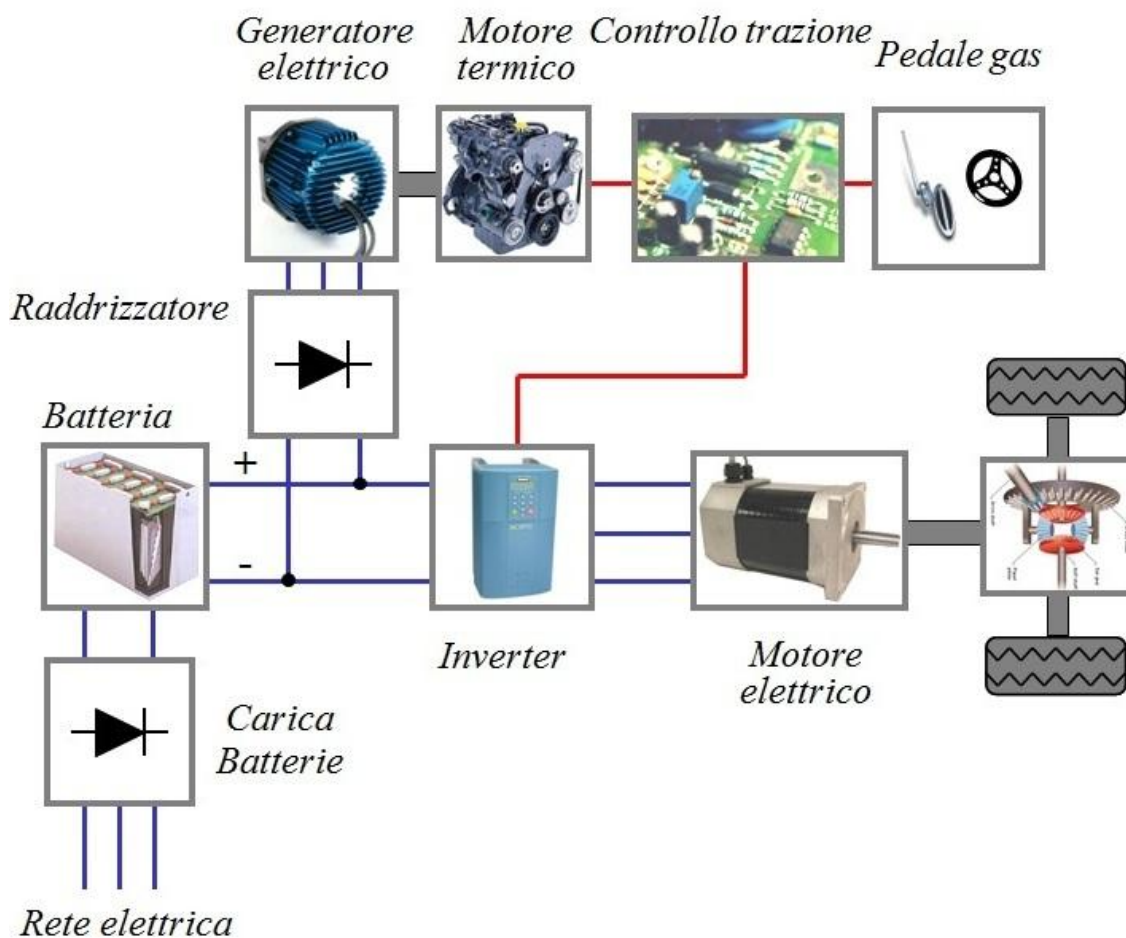 Generatore
elettrico
Motore
termico
Controllo trazione
Pedale gas
Raddrizzatore
Batteria
+
-
Inverter
Motore
elettrico
Carica
Batterie
Rete elettrica